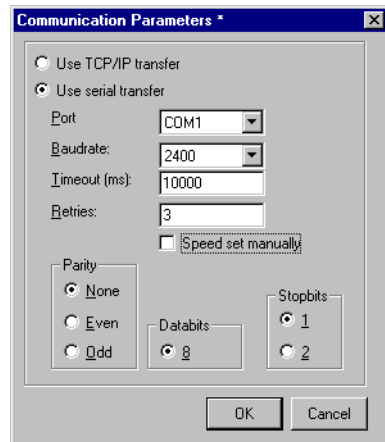 Communication Parameters *
Use TCP/IP transfer
Use serial transfer
Port
COM1
Baudrate:
2400
Timeout (ms):
10000
Retries:
3
Speed set manually
Parity
None
Even
Odd
Databits
8
Stopbits
1
2
OK
Cancel